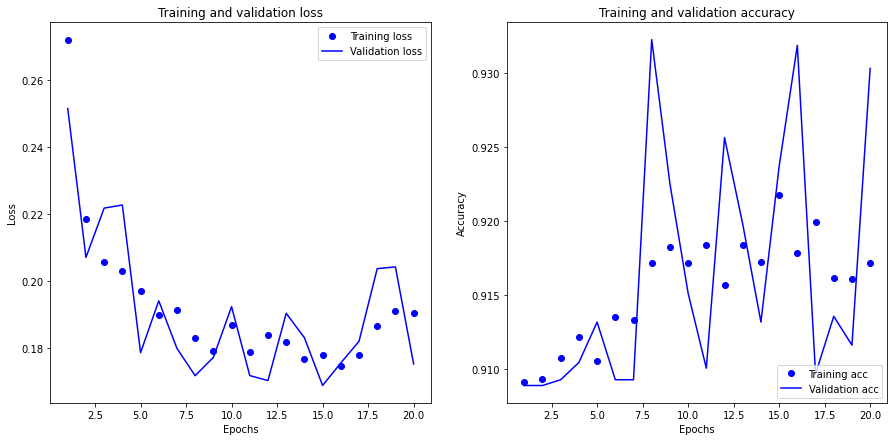 Training and validation loss
Training loss
Validation loss
0.26
0.24
0.22
0.20
0.18
Loss
2.5 5.0 7.5 10.0 12.5 15.0 17.5 20.0
Epochs
Training and validation accuracy
0.930
0.925
0.920
0.915
0.910
Accuracy
Training acc
Validation acc
2.5 5.0 7.5 10.0 12.5 15.0 17.5 20.0
Epochs